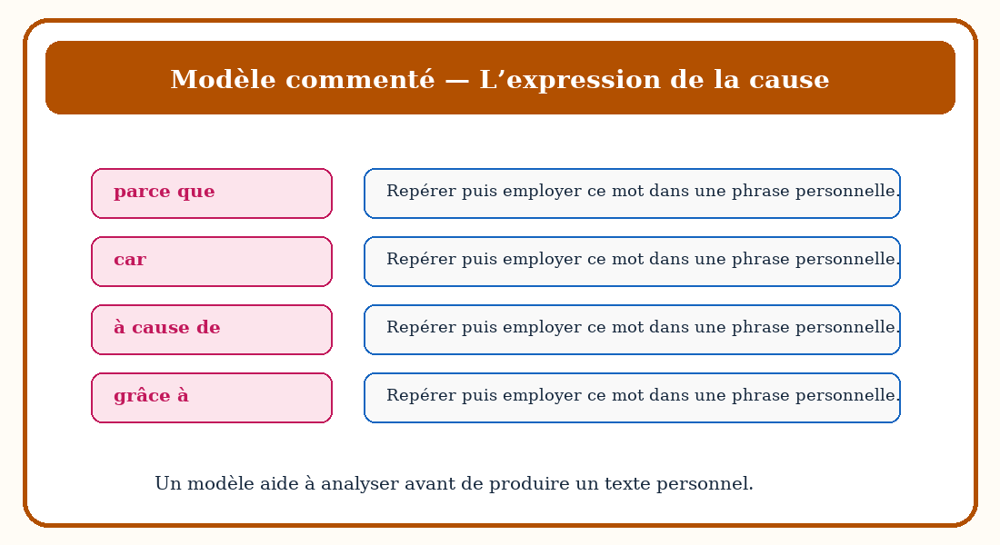 Modèle commenté — L’expression de la cause
parce que
Repérer puis employer ce mot dans une phrase personnelle.
car
Repérer puis employer ce mot dans une phrase personnelle.
à cause de
Repérer puis employer ce mot dans une phrase personnelle.
grâce à
Repérer puis employer ce mot dans une phrase personnelle.
Un modèle aide à analyser avant de produire un texte personnel.